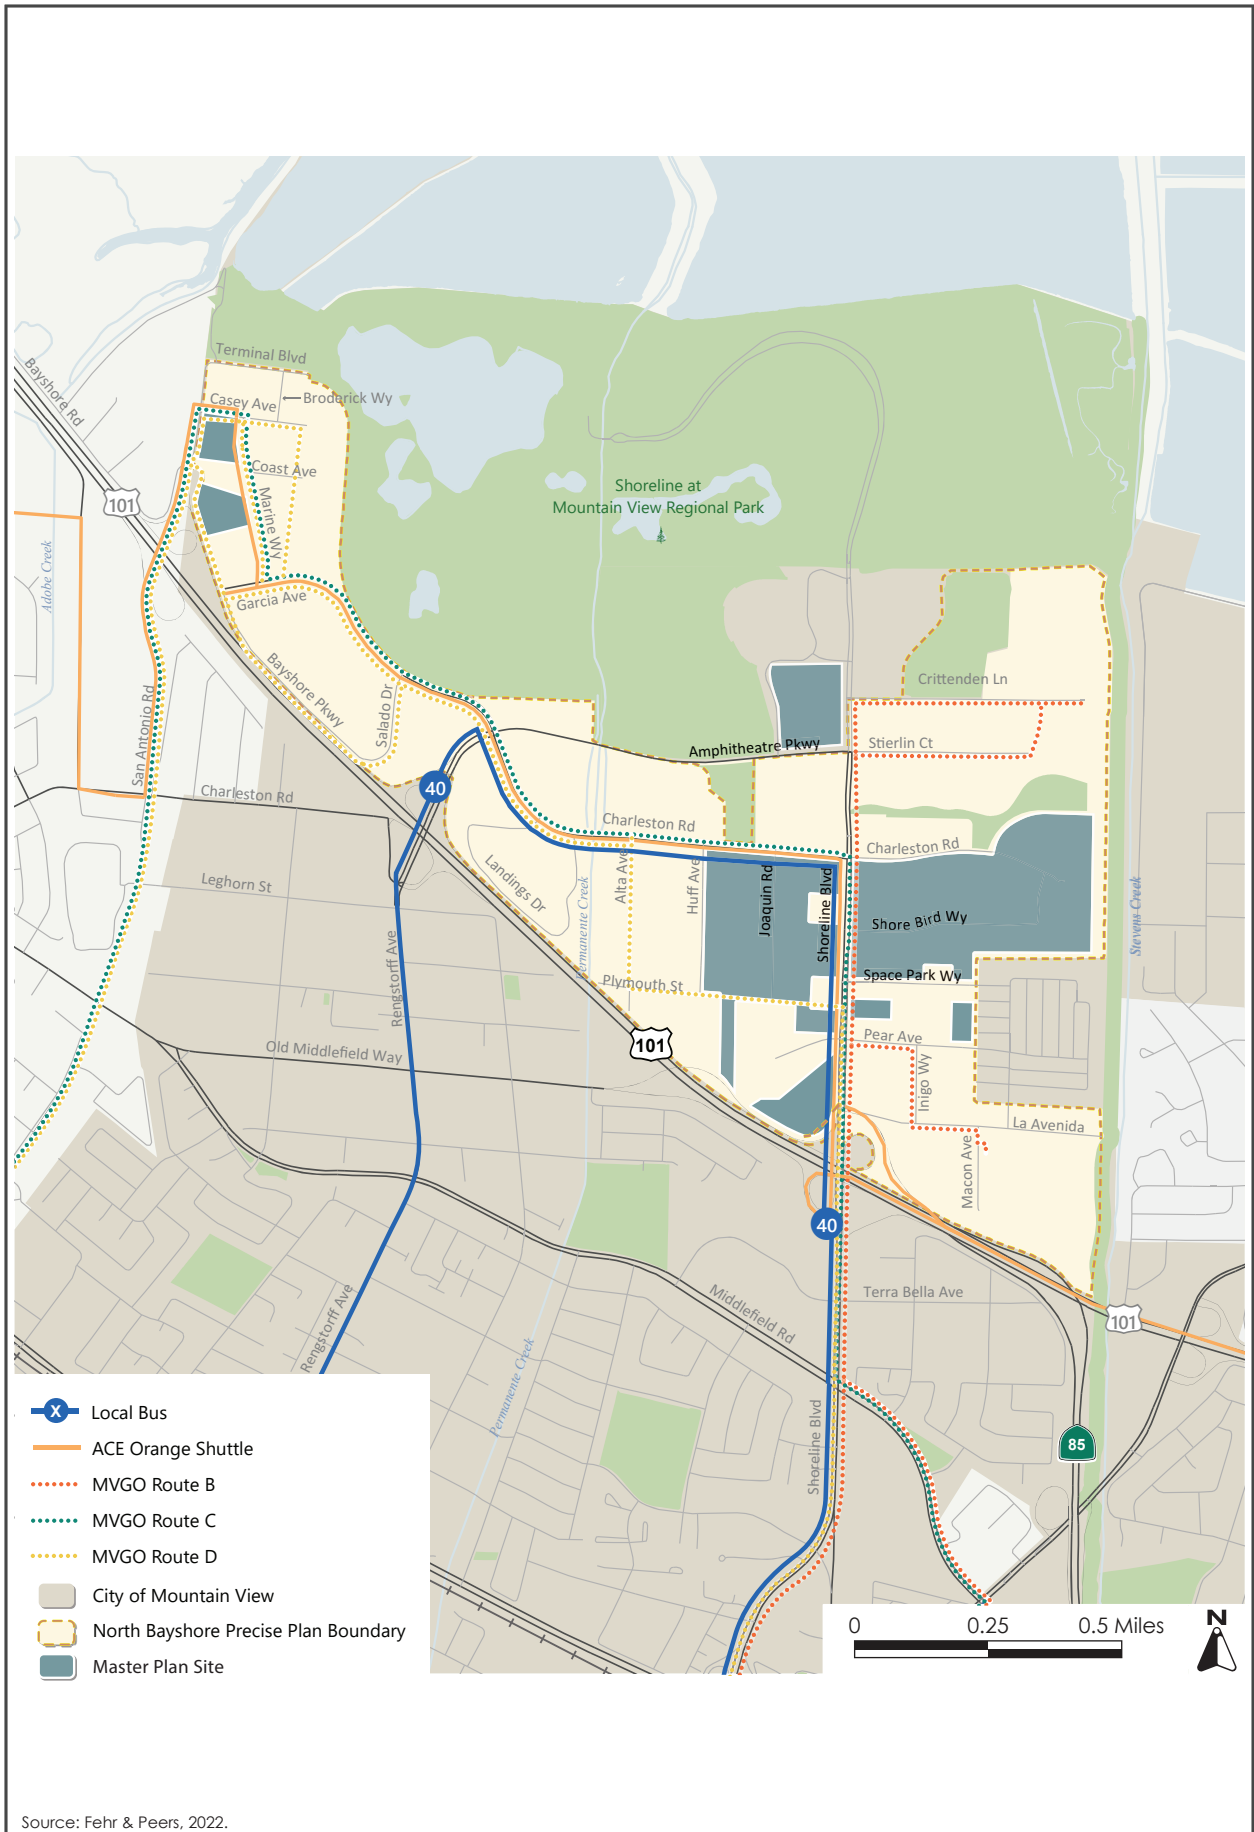 Terminal Blvd
Bayshore Rd
Casey Ave
Broderick Wy
Coast Ave
101
Marine Wy
Shoreline at
Mountain View Regional Park
Adobe Creek
Garcia Ave
Bayshore Pkwy
Salado Dr
San Antonio Rd
Crittenden Ln
Stierlin Ct
Amphitheatre Pkwy
40
Charleston Rd
Charleston Rd
Charleston Rd
Leghorn St
Landings Dr
Alta Ave
Huff Ave
Joaquin Rd
Shoreline Blvd
Shore Bird Wy
Stevens Creek
Permanente Creek
Rengstorff Ave
Plymouth St
Space Park Wy
101
Pear Ave
Old Middlefield Way
Inigo Wy
La Avenida
Macon Ave
40
Terra Bella Ave
Middlefield Rd
101
Rengstorff Ave
Permanente Creek
Shoreline Blvd
85
X Local Bus
ACE Orange Shuttle
MVGO Route B
MVGO Route C
MVGO Route D
City of Mountain View
North Bayshore Precise Plan Boundary
Master Plan Site
0 0.25 0.5 Miles
N
Source: Fehr & Peers, 2022.